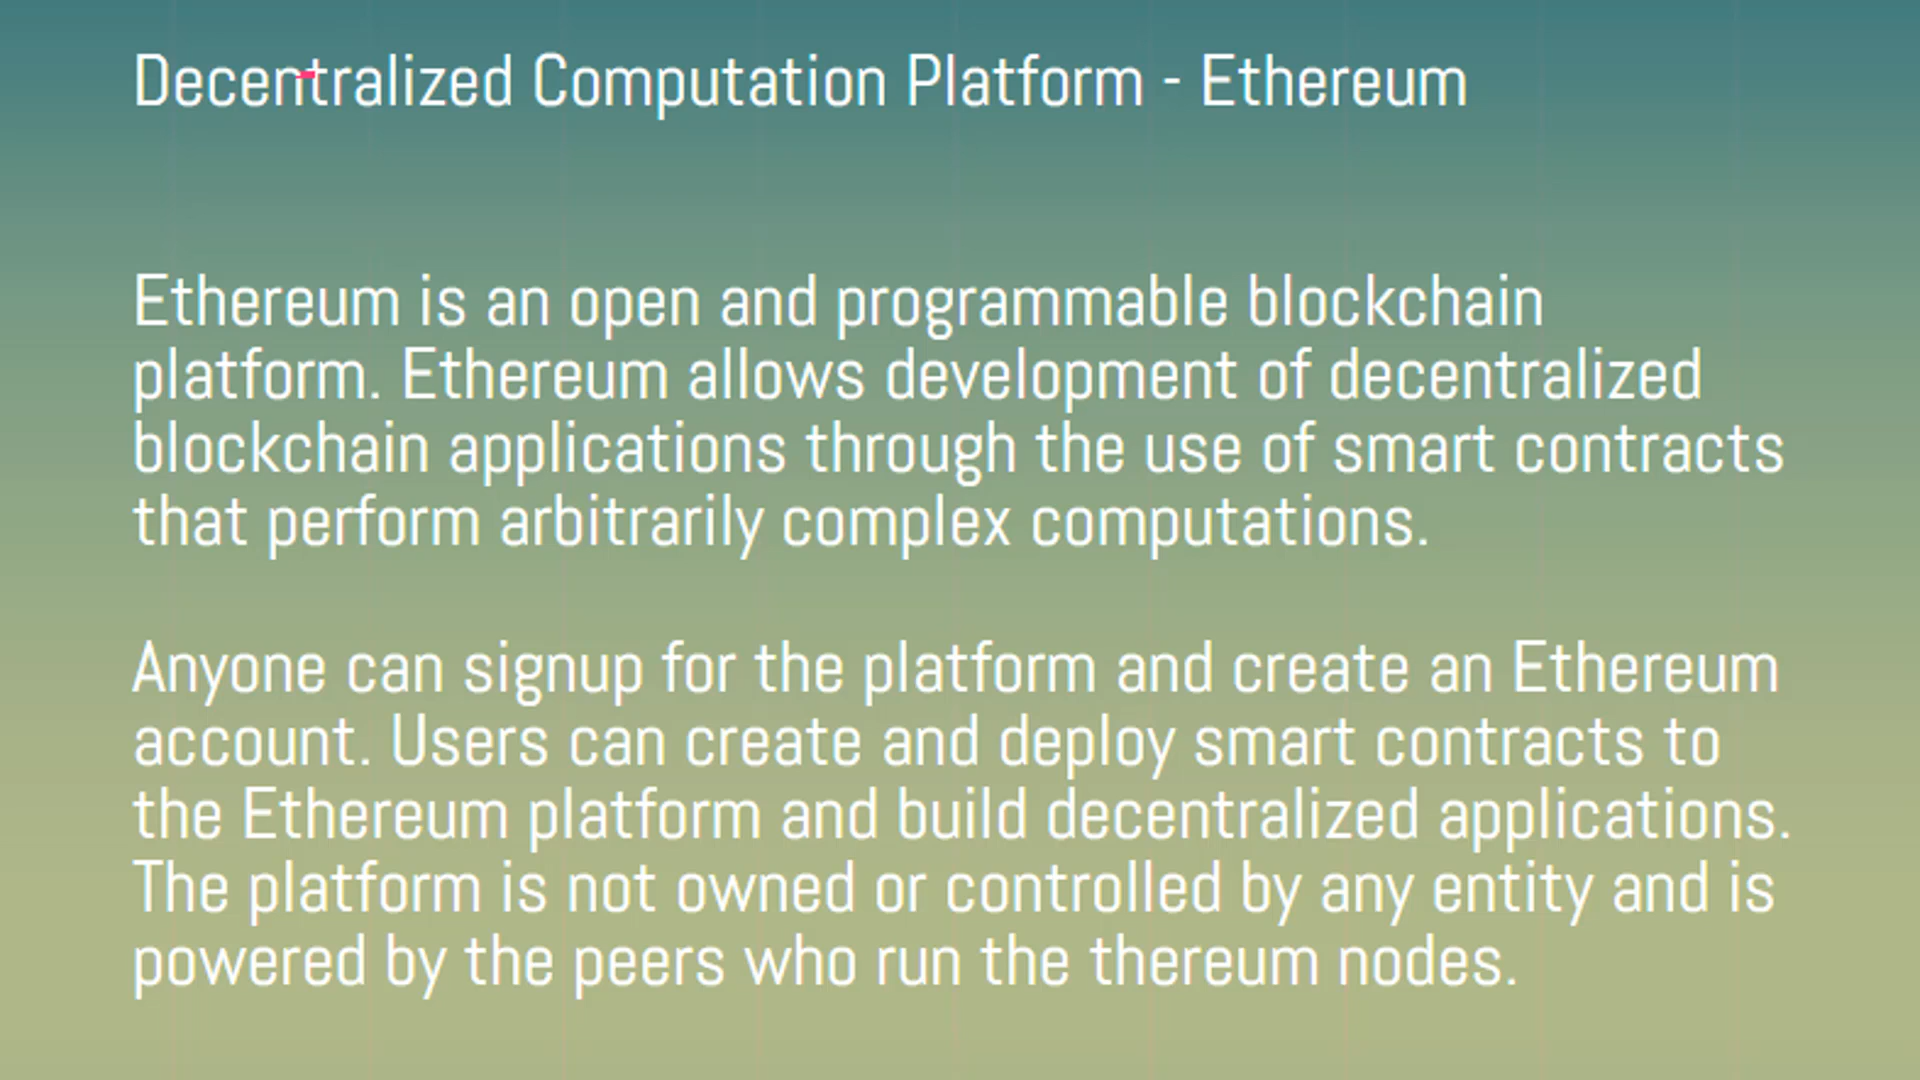 Decentralized Computation Platform - Ethereum
Ethereum is an open and programmable blockchain
platform. Ethereum allows development of decentralized
blockchain applications through the use of smart contracts
that perform arbitrarily complex computations.
Anyone can signup for the platform and create an Ethereum
account. Users can create and deploy smart contracts to
the Ethereum platform and build decentralized applications.
The platform is not owned or controlled by any entity and is
powered by the peers who run the thereum nodes.